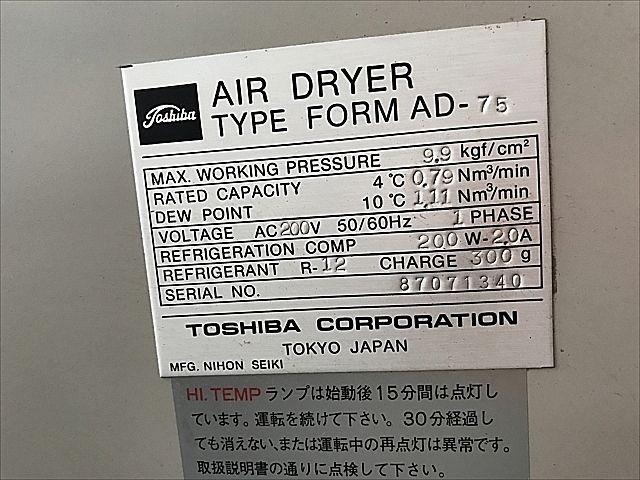 Toshiba
AIR DRYER
TYPE FORM AD-75
MAX. WORKING PRESSURE 9.9 kgf/cm²
RATED CAPACITY 4°C 0.79 Nm³/min
DEW POINT 10°C 1.11 Nm³/min
VOLTAGE AC200V 50/60Hz 1 PHASE
REFRIGERATION COMP 200 W-2.0A
REFRIGERANT R-12 CHARGE 300 g
SERIAL NO. 87071340
TOSHIBA CORPORATION
TOKYO JAPAN
MFG. NIHON SEIKI
HI. TEMP ランプは始動後15分間は点灯し
ています。運転を続けて下さい。30分経過し
ても消えない、または運転中の再点灯は異常です。
取扱説明書の通りに点検して下さい。